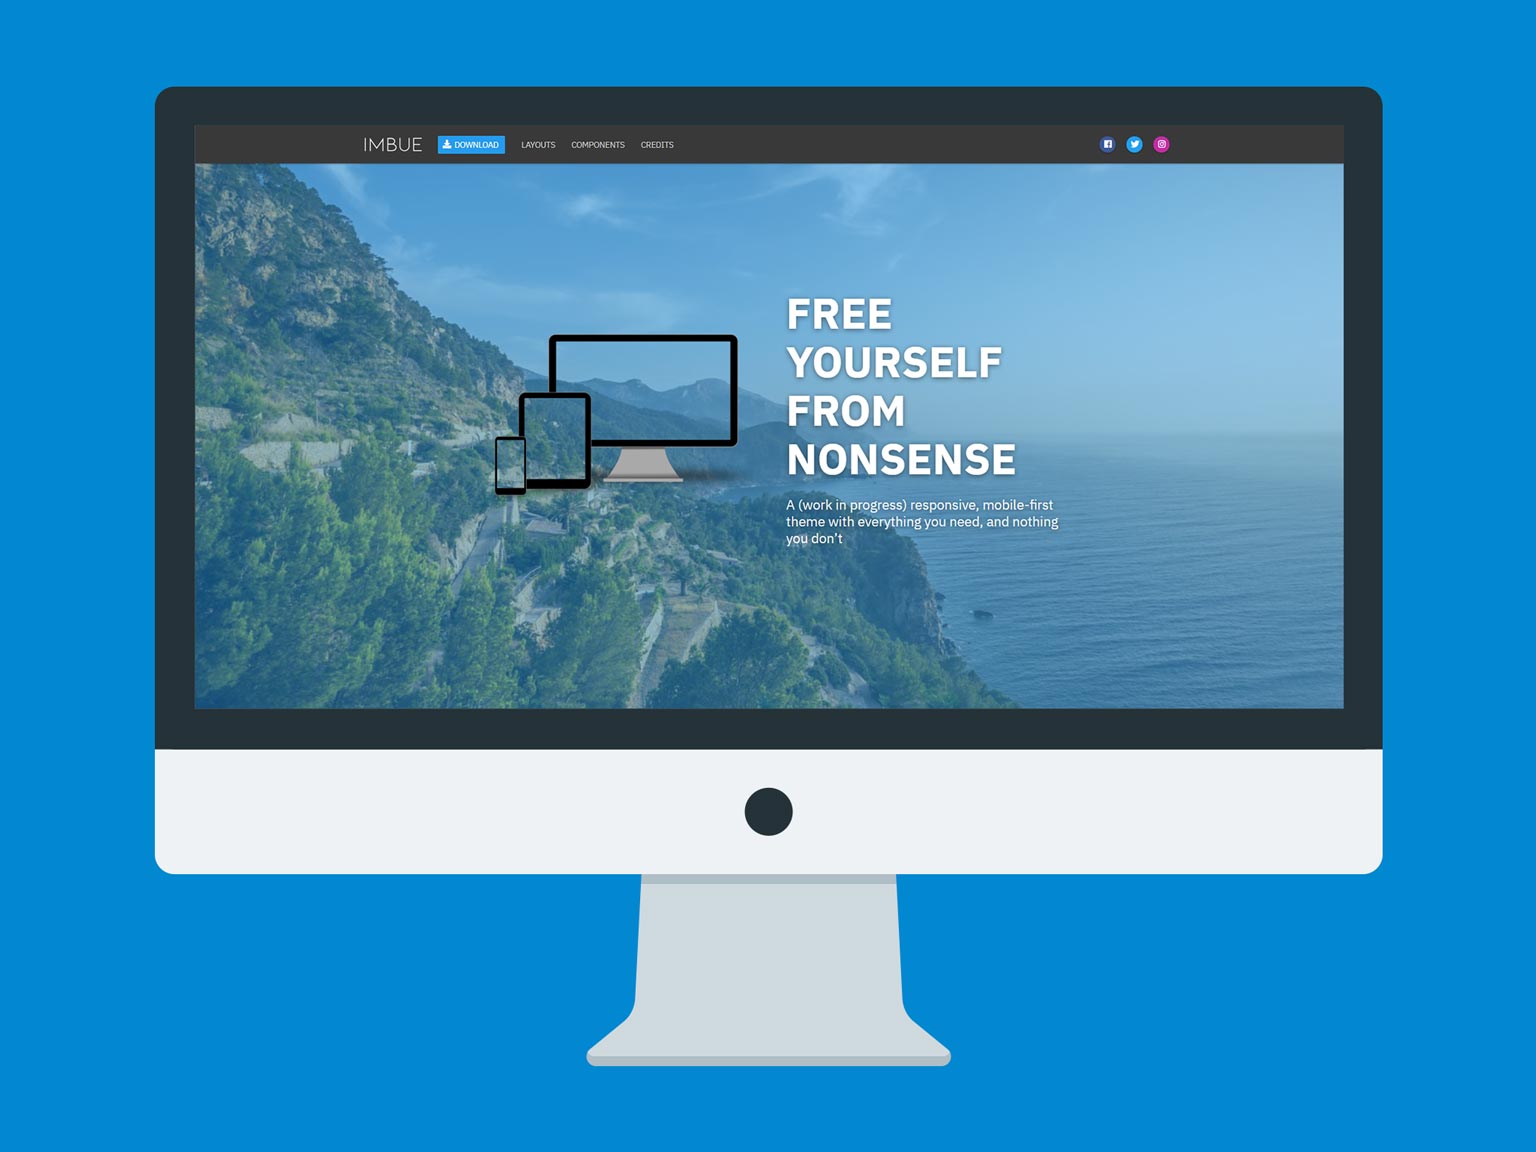 IMBUE
DOWNLOAD
LAYOUTS
COMPONENTS
CREDITS
FREE
YOURSELF
FROM
NONSENSE
A (work in progress) responsive, mobile-first
theme with everything you need, and nothing
you don’t